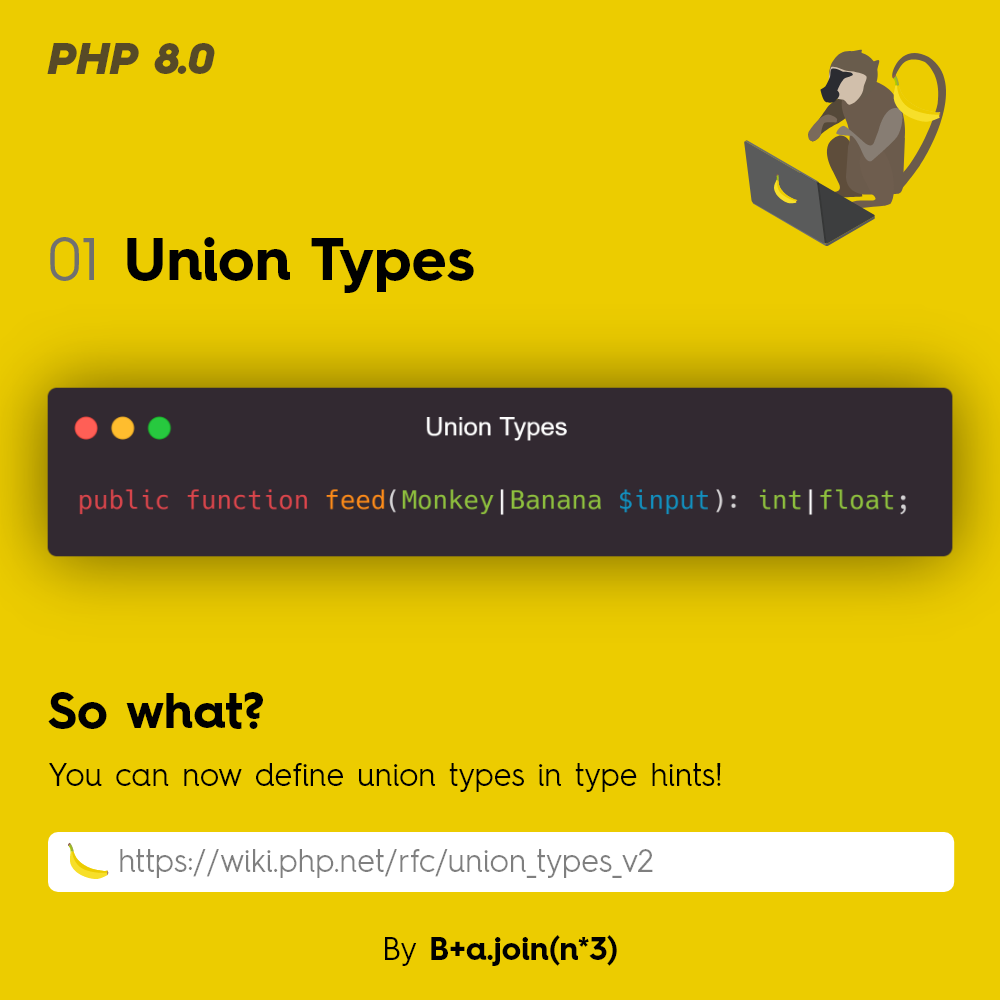 PHP 8.0
01 Union Types
Union Types
public function feed(Monkey|Banana $input): int|float;
So what?
You can now define union types in type hints!
https://wiki.php.net/rfc/union_types_v2
By B+a.join(n*3)